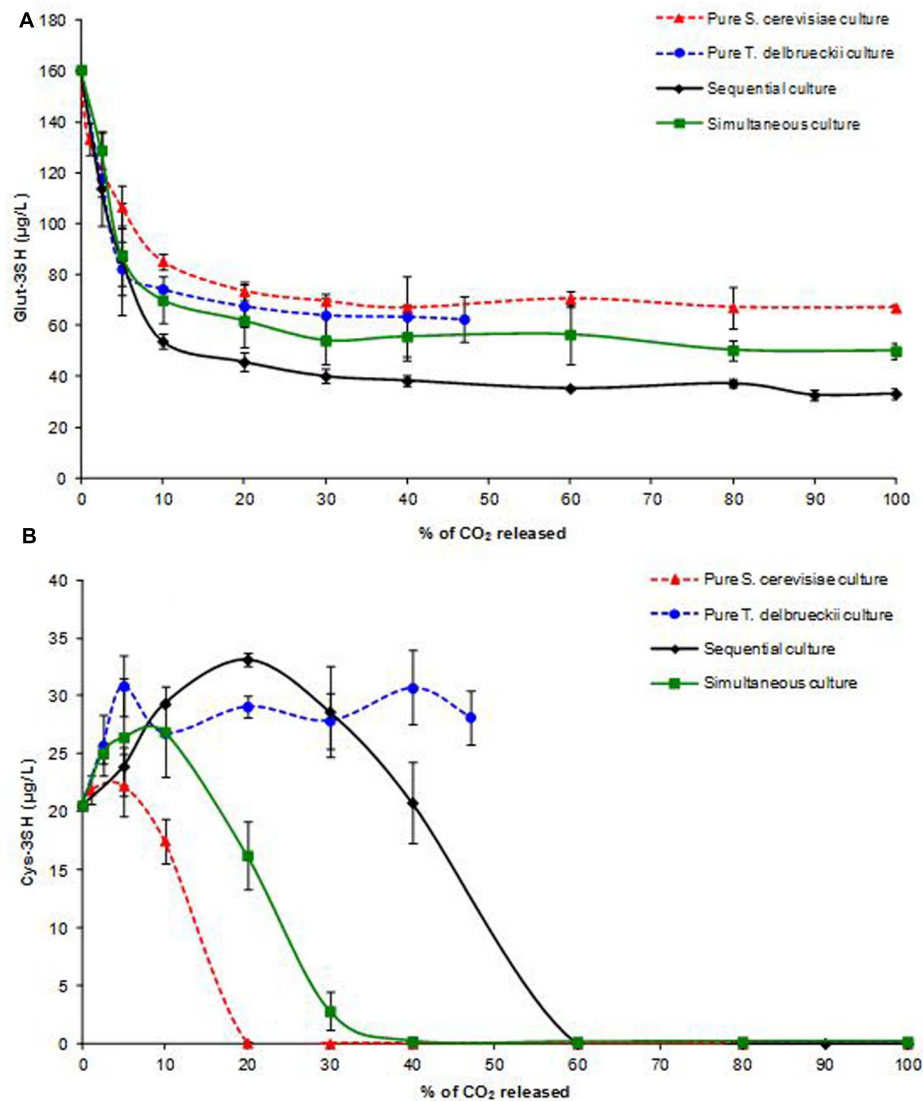 A
Pure S. cerevisiae culture
Pure T. delbrueckii culture
Sequential culture
Simultaneous culture
Glut-3SH (µg/L)
180
160
140
120
100
80
60
40
20
0
0 10 20 30 40 50 60 70 80 90 100
% of CO₂ released
B
Pure S. cerevisiae culture
Pure T. delbrueckii culture
Sequential culture
Simultaneous culture
Cys-3SH (µg/L)
40
35
30
25
20
15
10
5
0
0 10 20 30 40 50 60 70 80 90 100
% of CO₂ released